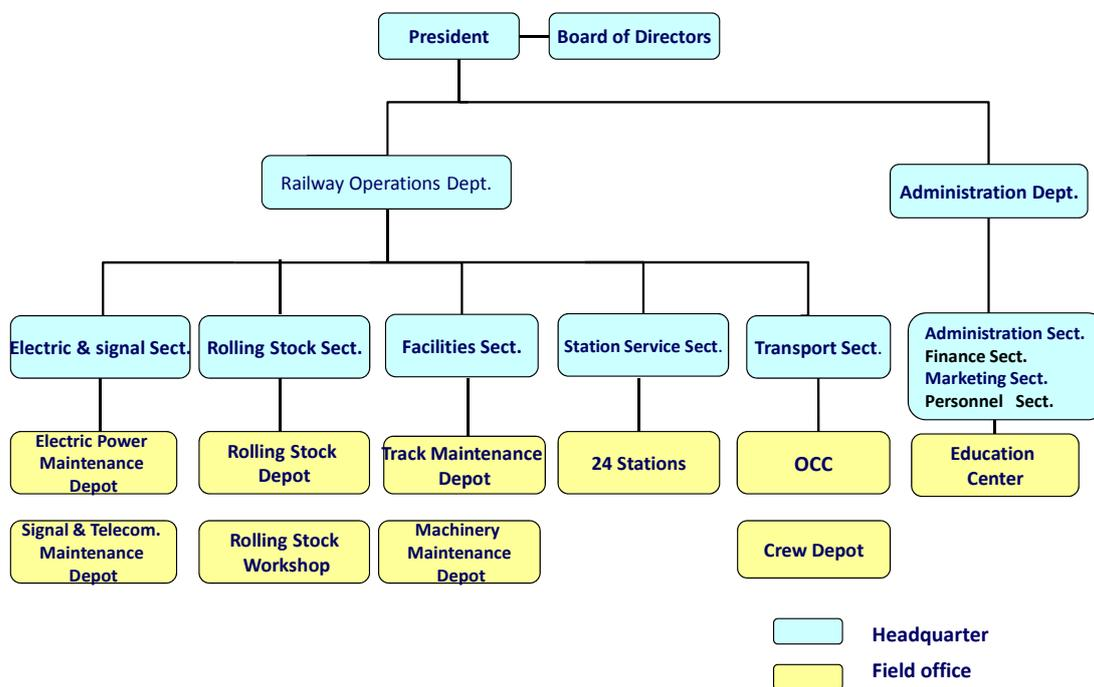 President
Board of Directors
Railway Operations Dept.
Administration Dept.
Electric & signal Sect.
Rolling Stock Sect.
Facilities Sect.
Station Service Sect.
Transport Sect.
Administration Sect.
Finance Sect.
Marketing Sect.
Personnel Sect.
Electric Power
Maintenance
Depot
Rolling Stock
Depot
Track Maintenance
Depot
24 Stations
OCC
Education
Center
Signal & Telecom.
Maintenance
Depot
Rolling Stock
Workshop
Machinery
Maintenance
Depot
Crew Depot
Headquarter
Field office